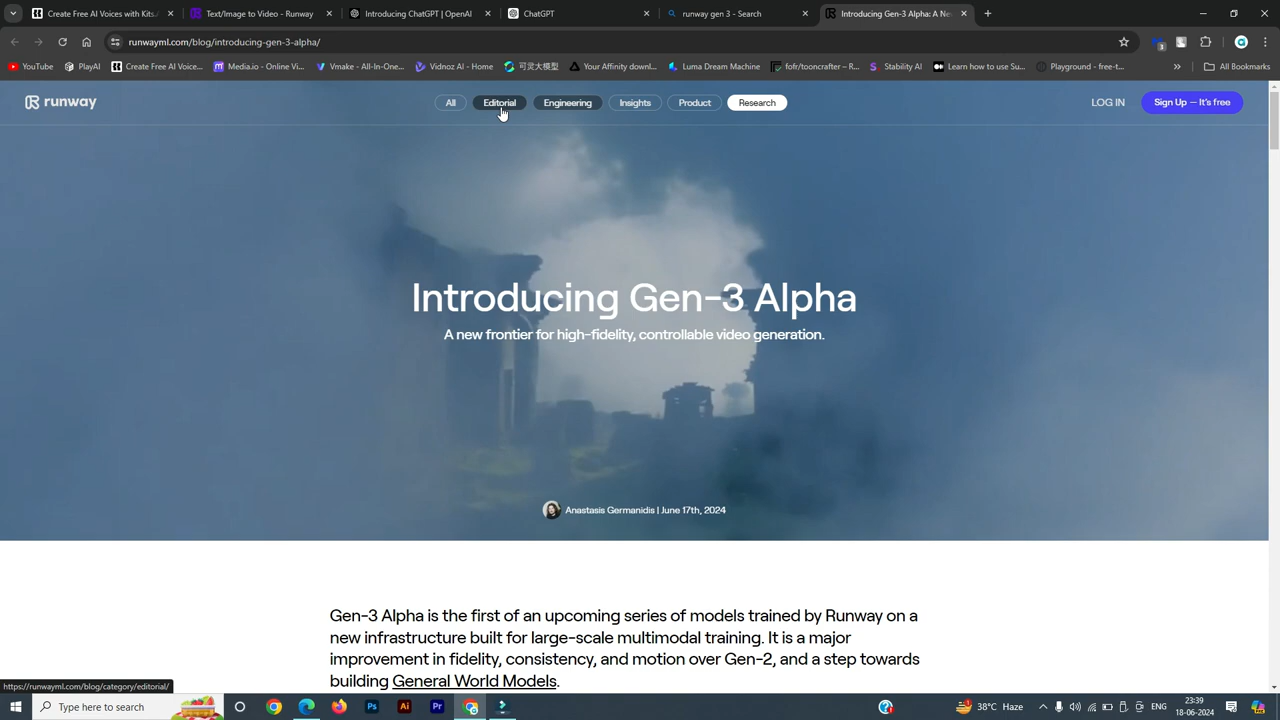 Create Free AI Voices with Kits.
Text/Image to Video - Runway
Introducing ChatGPT | OpenAI
ChatGPT
runway gen 3 - Search
Introducing Gen-3 Alpha: A Ne
runwayml.com/blog/introducing-gen-3-alpha/
YouTube
PlayAI
Create Free AI Voice...
Media.io - Online Vi...
Vmake - All-In-One...
Vidnoz AI - Home
可灵大模型
Your Affinity downl...
Luma Dream Machine
fofr/tooncrafter – R...
Stability AI
Learn how to use Su...
Playground - free-t...
All Bookmarks
runway
All
Editorial
Engineering
Insights
Product
Research
LOG IN
Sign Up — It's free
Introducing Gen-3 Alpha
A new frontier for high-fidelity, controllable video generation.
Anastasis Germanidis | June 17th, 2024
Gen-3 Alpha is the first of an upcoming series of models trained by Runway on a
new infrastructure built for large-scale multimodal training. It is a major
improvement in fidelity, consistency, and motion over Gen-2, and a step towards
building General World Models.
https://runwayml.com/blog/category/editorial/
Type here to search
Ps
Ai
Pr
38°C Haze
ENG
23:39
18-06-2024